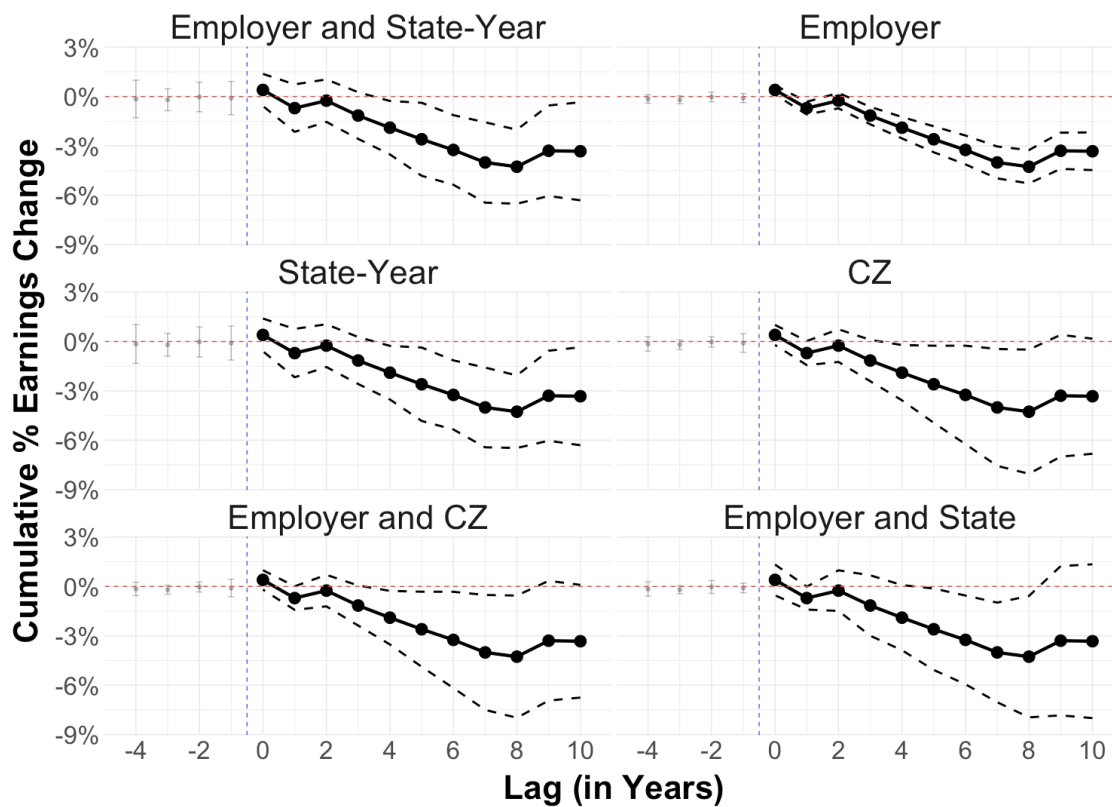 Employer and State-Year
Employer
3%
0%
-3%
-6%
-9%
State-Year
CZ
3%
0%
-3%
-6%
-9%
Employer and CZ
Employer and State
3%
0%
-3%
-6%
-9%
-4 -2 0 2 4 6 8 10
-4 -2 0 2 4 6 8 10
Lag (in Years)
Cumulative % Earnings Change